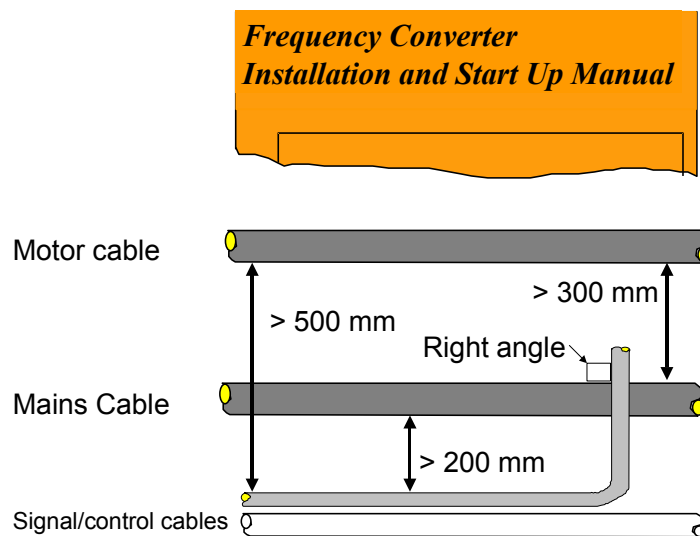 Frequency Converter
Installation and Start Up Manual
Motor cable
> 300 mm
> 500 mm
Right angle
Mains Cable
> 200 mm
Signal/control cables